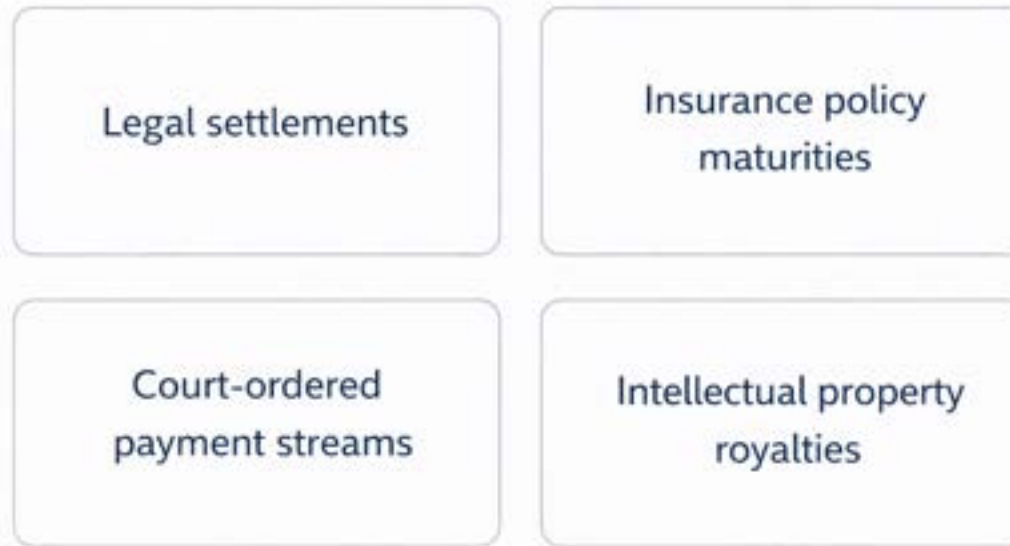 Legal settlements
Insurance policy
maturities
Court-ordered
payment streams
Intellectual property
royalties